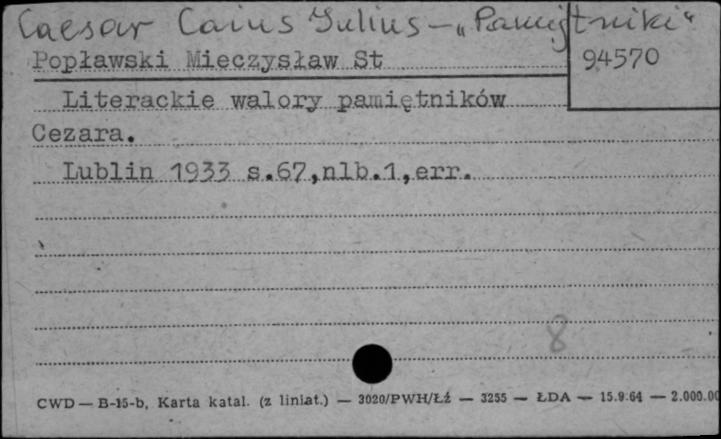 Caesar Caius Julius — „Pamiętniki"
Popławski Mieczysław St
94570
Literackie walory pamiętników
Cezara.
Lublin 1933 s.67,nlb.1,err.
8
CWD — B-15-b, Karta katal. (z liniat.) — 3020/PWH/Łź — 3255 — ŁDA — 15.9.64 — 2.000.00